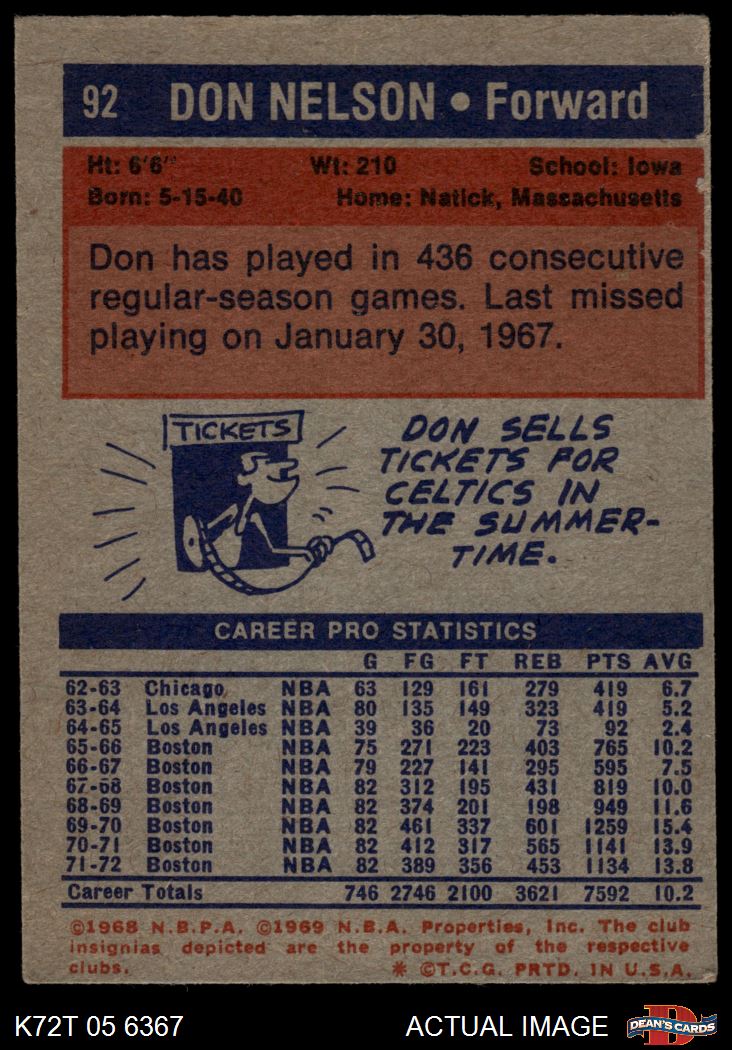 92 DON NELSON • Forward
Ht: 6'6" Wt: 210 School: Iowa
Born: 5-15-40 Home: Natick, Massachusetts
Don has played in 436 consecutive
regular-season games. Last missed
playing on January 30, 1967.
TICKETS
DON SELLS
TICKETS FOR
CELTICS IN
THE SUMMER-
TIME.
CAREER PRO STATISTICS
G FG FT REB PTS AVG
62-63 Chicago NBA 63 129 161 279 419 6.7
63-64 Los Angeles NBA 80 135 149 323 419 5.2
64-65 Los Angeles NBA 39 36 20 73 92 2.4
65-66 Boston NBA 75 271 223 403 765 10.2
66-67 Boston NBA 79 227 141 295 595 7.5
67-68 Boston NBA 82 312 195 431 819 10.0
68-69 Boston NBA 82 374 201 198 949 11.6
69-70 Boston NBA 82 461 337 601 1259 15.4
70-71 Boston NBA 82 412 317 565 1141 13.9
71-72 Boston NBA 82 389 356 453 1134 13.8
Career Totals 746 2746 2100 3621 7592 10.2
©1968 N.B.P.A. ©1969 N.B.A. Properties, Inc. The club
insignias depicted are the property of the respective
clubs. * ©T.C.G. PRTD. IN U.S.A.
K72T 05 6367 ACTUAL IMAGE D DEAN'S CARDS